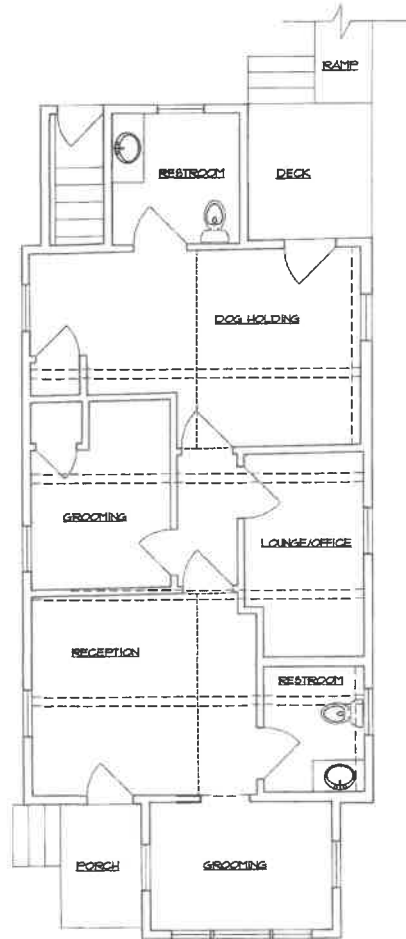 RAMP
RESTROOM
DECK
DOG HOLDING
GROOMING
LOUNGE/OFFICE
RECEPTION
RESTROOM
PORCH
GROOMING